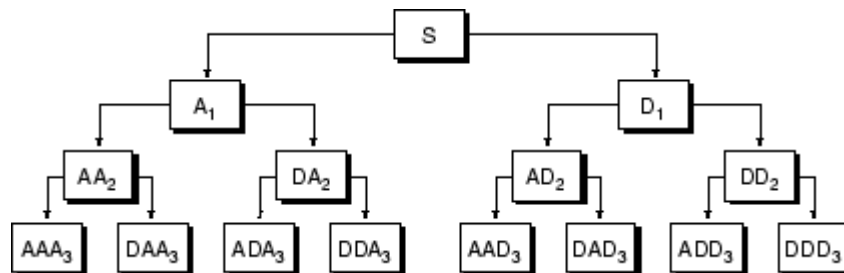 S
A₁ D₁
AA₂ DA₂ AD₂ DD₂
AAA₃ DAA₃ ADA₃ DDA₃ AAD₃ DAD₃ ADD₃ DDD₃